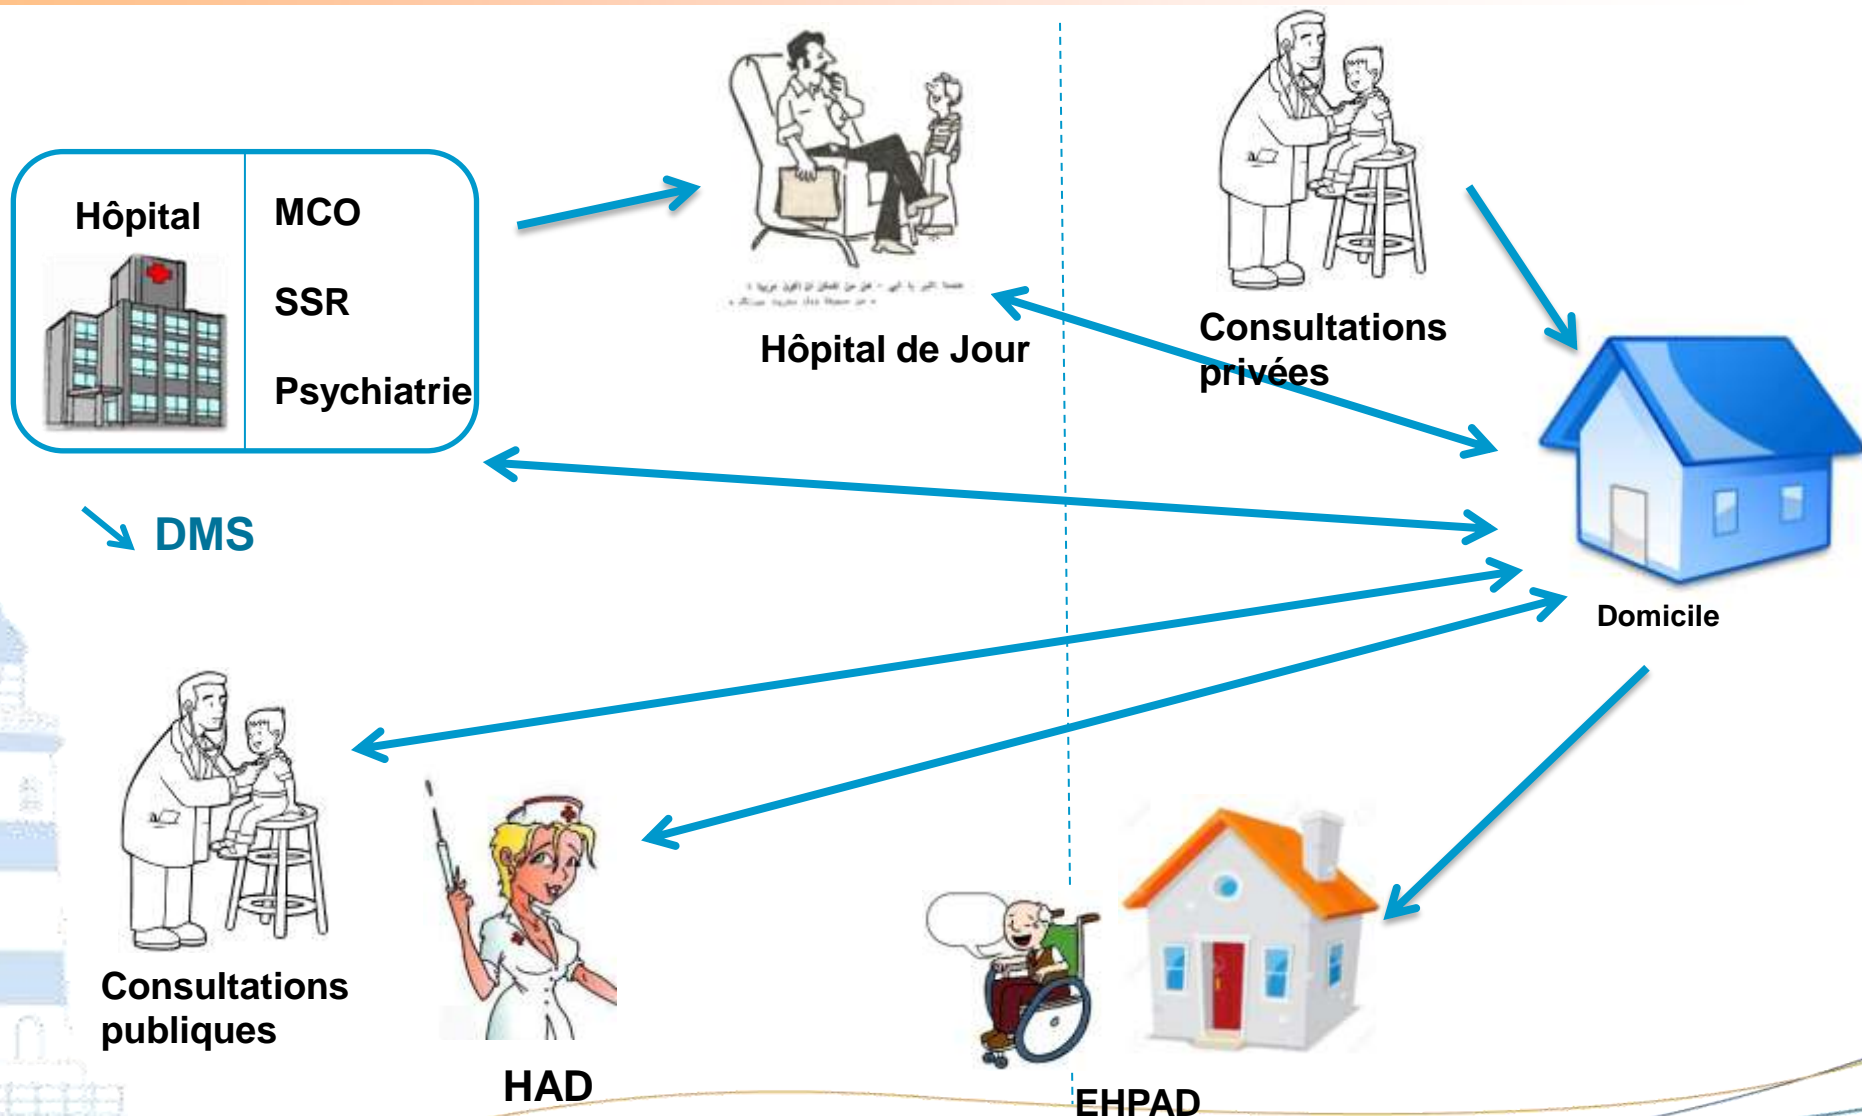 Hôpital
MCO
SSR
Psychiatrie
DMS
Hôpital de Jour
Consultations
privées
Domicile
Consultations
publiques
HAD
EHPAD